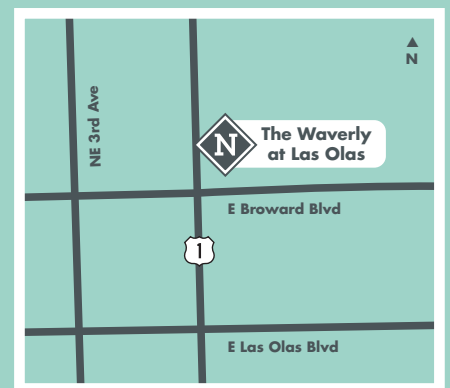 N
NE 3rd Ave
N
The Waverly
at Las Olas
E Broward Blvd
1
E Las Olas Blvd